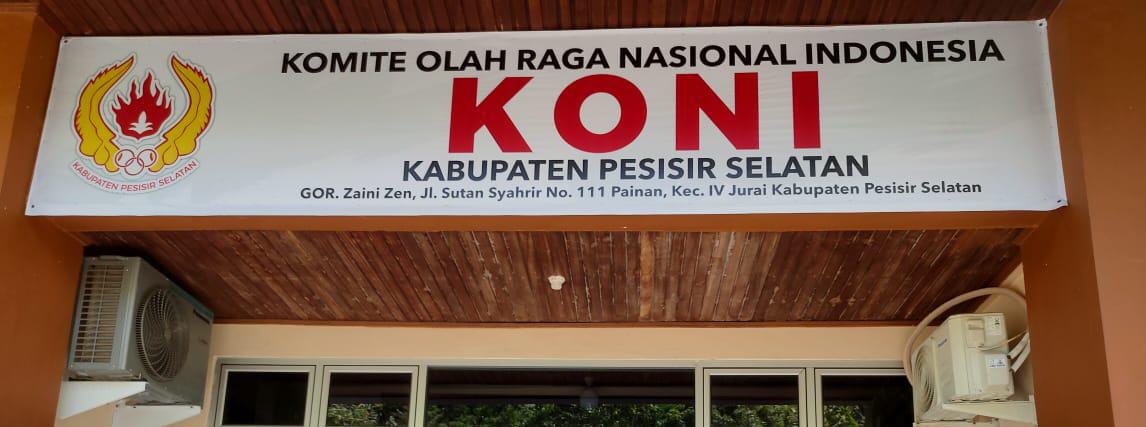 KOMITE OLAH RAGA NASIONAL INDONESIA
KONI
KABUPATEN PESISIR SELATAN
GOR. Zaini Zen, Jl. Sutan Syahrir No. 111 Painan, Kec. IV Jurai Kabupaten Pesisir Selatan
KABUPATEN PESISIR SELATAN